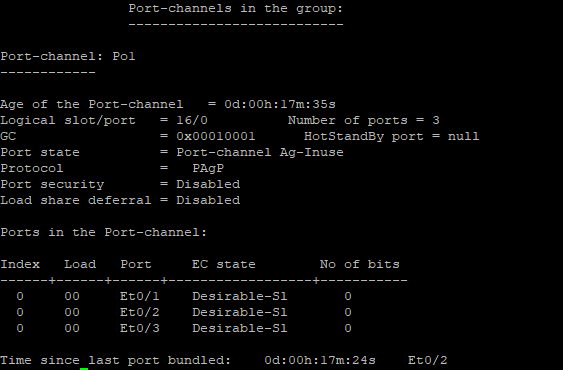 Port-channels in the group:
---------------------------
Port-channel: Po1
------------
Age of the Port-channel   = 0d:00h:17m:35s
Logical slot/port   = 16/0          Number of ports = 3
GC                  = 0x00010001      HotStandBy port = null
Port state          = Port-channel Ag-Inuse
Protocol            =   PAgP
Port security       = Disabled
Load share deferral = Disabled
Ports in the Port-channel:
Index   Load   Port     EC state        No of bits
------+------+------+------------------+-----------
  0     00     Et0/1    Desirable-Sl       0
  0     00     Et0/2    Desirable-Sl       0
  0     00     Et0/3    Desirable-Sl       0
Time since last port bundled:    0d:00h:17m:24s    Et0/2